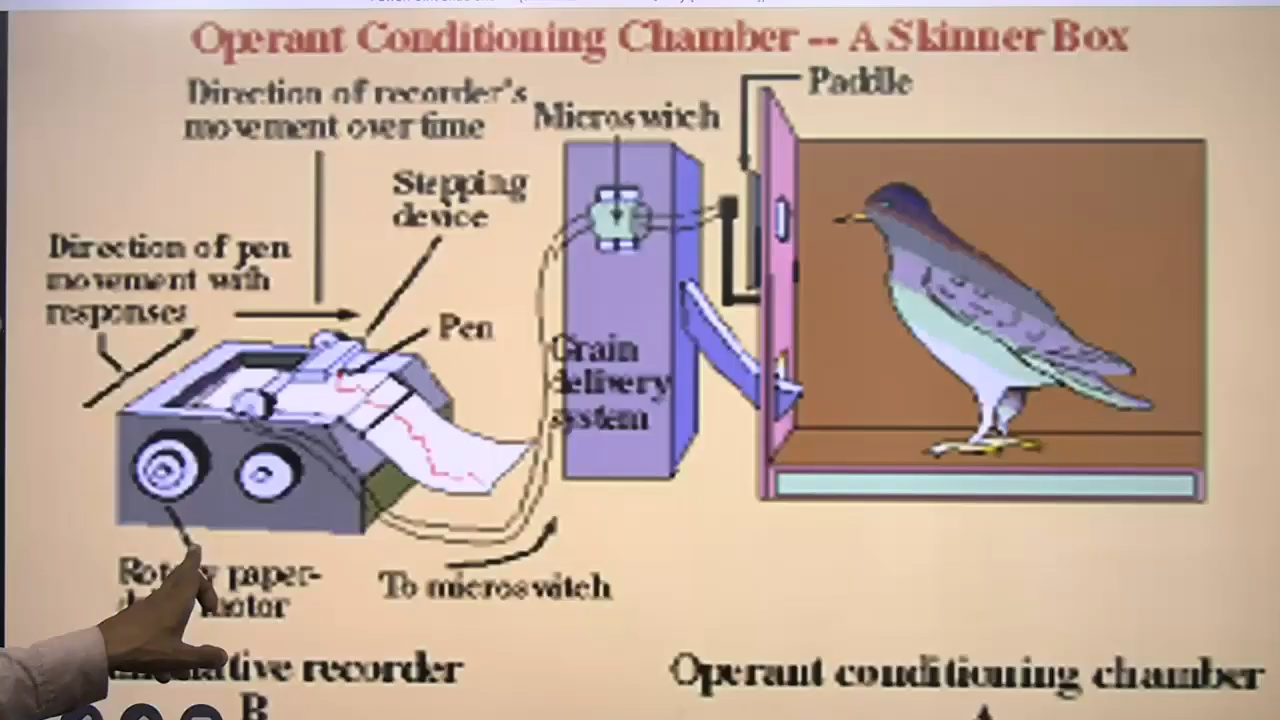 Operant Conditioning Chamber -- A Skinner Box
Direction of recorder's
movement over time
Microswitch
Paddle
Stepping
device
Direction of pen
movement with
responses
Pen
Grain
delivery
system
paper-
motor
To microswitch
recorder
B
Operant conditioning chamber